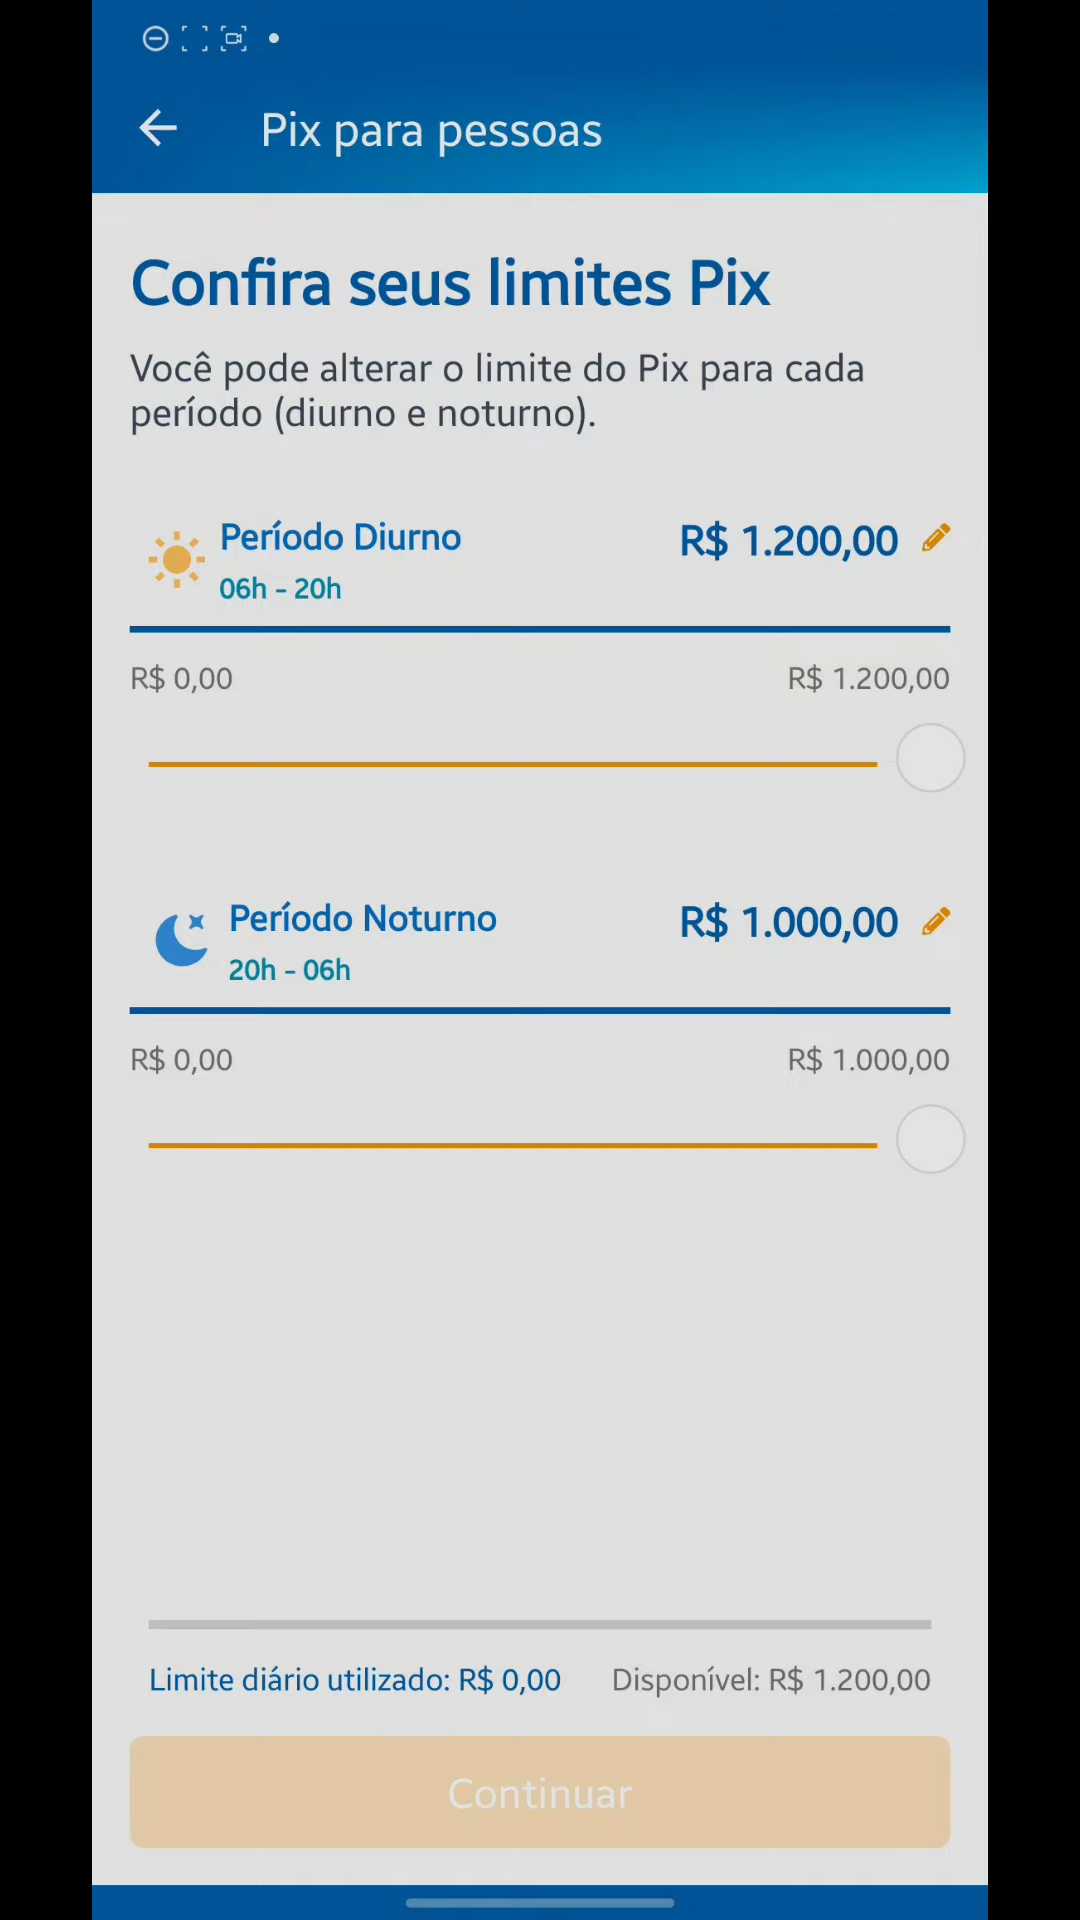 Pix para pessoas
Confira seus limites Pix
Você pode alterar o limite do Pix para cada
período (diurno e noturno).
Período Diurno
R$ 1.200,00
06h - 20h
R$ 0,00
R$ 1.200,00
Período Noturno
R$ 1.000,00
20h - 06h
R$ 0,00
R$ 1.000,00
Limite diário utilizado: R$ 0,00
Disponível: R$ 1.200,00
Continuar